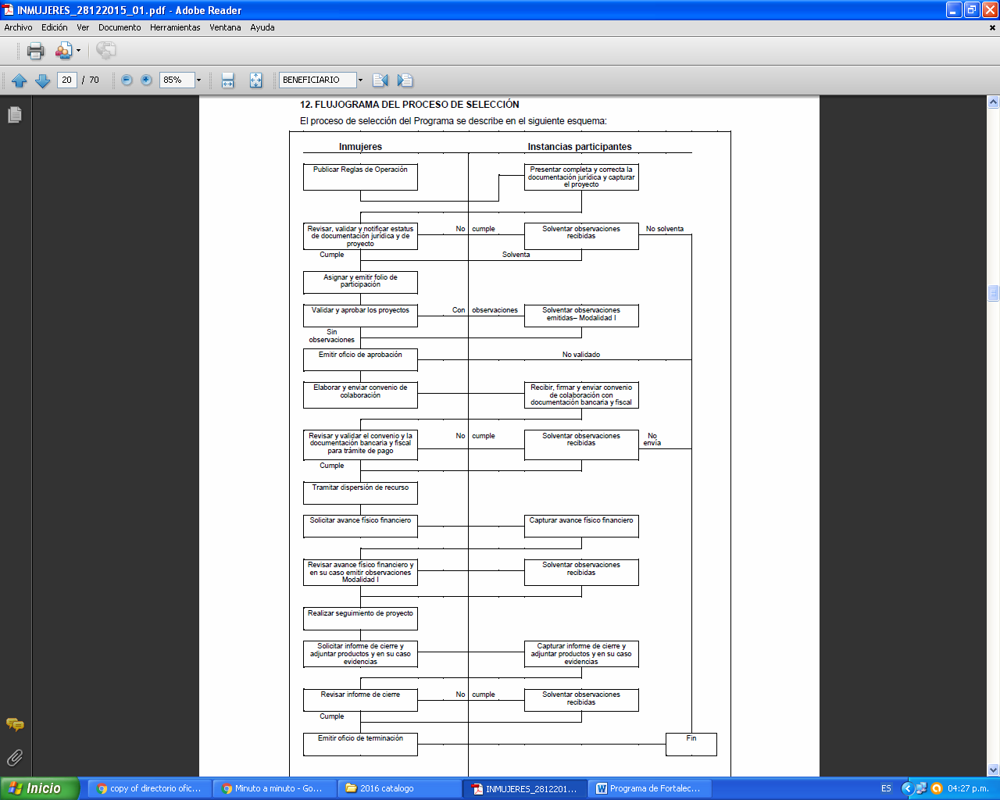 INMUJERES_28122015_01.pdf - Adobe Reader
Archivo Edición Ver Documento Herramientas Ventana Ayuda
20 / 70 85% BENEFICIARIO
12. FLUJOGRAMA DEL PROCESO DE SELECCIÓN
El proceso de selección del Programa se describe en el siguiente esquema:
Inmujeres Instancias participantes
Publicar Reglas de Operación
Presentar completa y correcta la
documentación jurídica y capturar
el proyecto
Revisar, validar y notificar estatus
de documentación jurídica y de
proyecto
No cumple
Solventar observaciones
recibidas
No solventa
Cumple
Solventa
Asignar y emitir folio de
participación
Validar y aprobar los proyectos
Con observaciones
Solventar observaciones
emitidas– Modalidad I
Sin
observaciones
Emitir oficio de aprobación
No validado
Elaborar y enviar convenio de
colaboración
Recibir, firmar y enviar convenio
de colaboración con
documentación bancaria y fiscal
Revisar y validar el convenio y la
documentación bancaria y fiscal
para trámite de pago
No cumple
Solventar observaciones
recibidas
No
envía
Cumple
Tramitar dispersión de recurso
Solicitar avance físico financiero
Capturar avance físico financiero
Revisar avance físico financiero y
en su caso emitir observaciones
Modalidad I
Solventar observaciones
recibidas
Realizar seguimiento de proyecto
Solicitar informe de cierre y
adjuntar productos y en su caso
evidencias
Capturar informe de cierre y
adjuntar productos y en su caso
evidencias
Revisar informe de cierre
No cumple
Solventar observaciones
recibidas
Cumple
Emitir oficio de terminación
Fin
Inicio copy of directorio ofic... Minuto a minuto - Go... 2016 catalogo INMUJERES_2812201... Programa de Fortalec... ES 04:27 p.m.